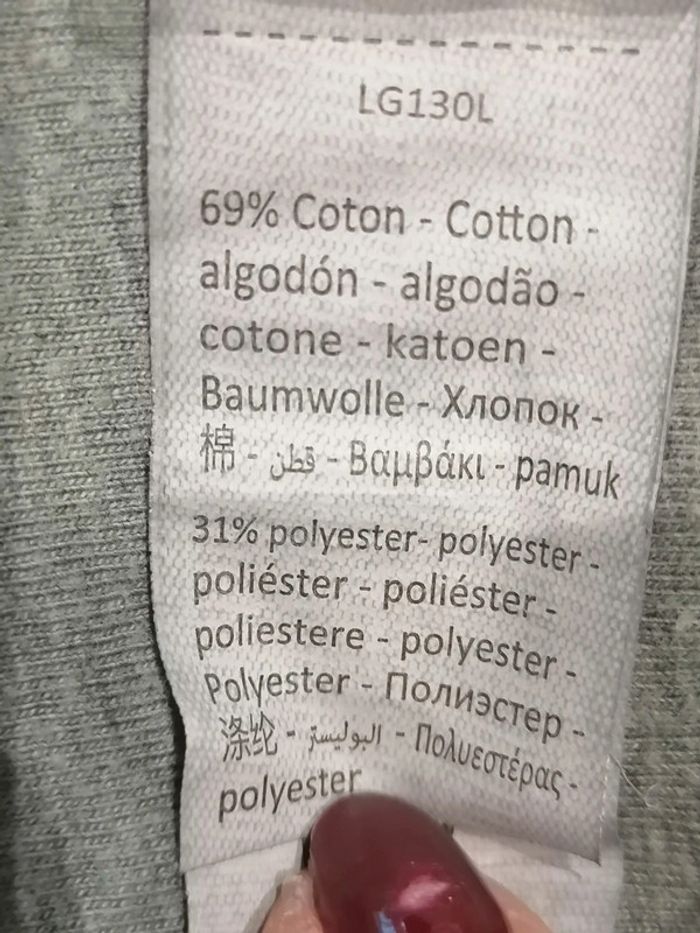 LG130L
69% Coton - Cotton -
algodón - algodão -
cotone - katoen -
Baumwolle - Хлопок -
棉 - قطن - Βαμβάκι - pamuk
31% polyester- polyester -
poliéster - poliéster -
poliestere - polyester -
Polyester - Полиэстер -
涤纶 - البوليستر - Πολυεστέρας -
polyester